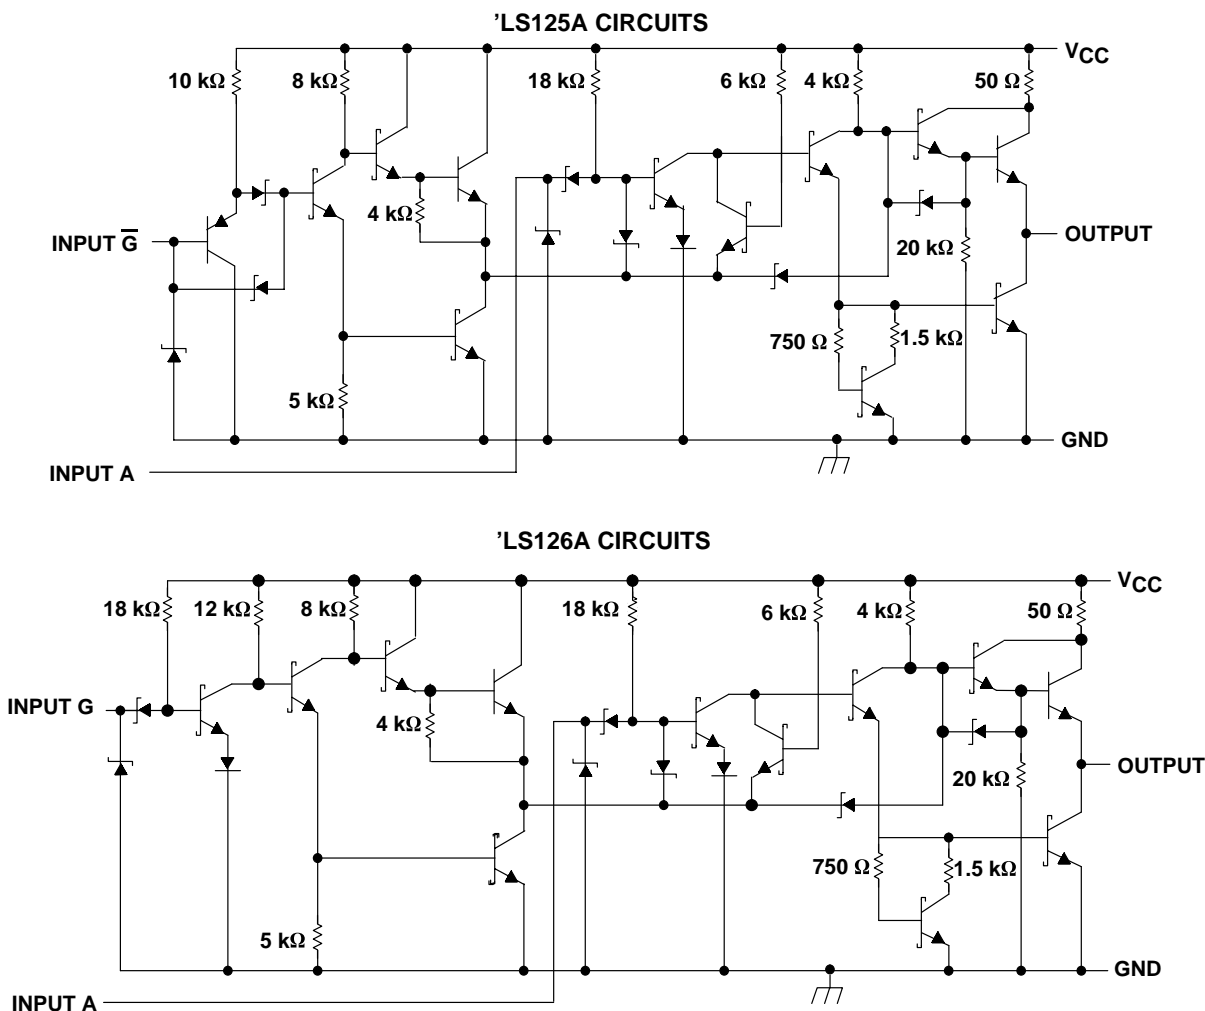 ’LS125A CIRCUITS
VCC
10 kΩ
8 kΩ
18 kΩ
6 kΩ
4 kΩ
50 Ω
4 kΩ
INPUT G̅
OUTPUT
20 kΩ
750 Ω
1.5 kΩ
5 kΩ
GND
INPUT A
’LS126A CIRCUITS
VCC
18 kΩ
12 kΩ
8 kΩ
18 kΩ
6 kΩ
4 kΩ
50 Ω
INPUT G
4 kΩ
OUTPUT
20 kΩ
750 Ω
1.5 kΩ
5 kΩ
GND
INPUT A